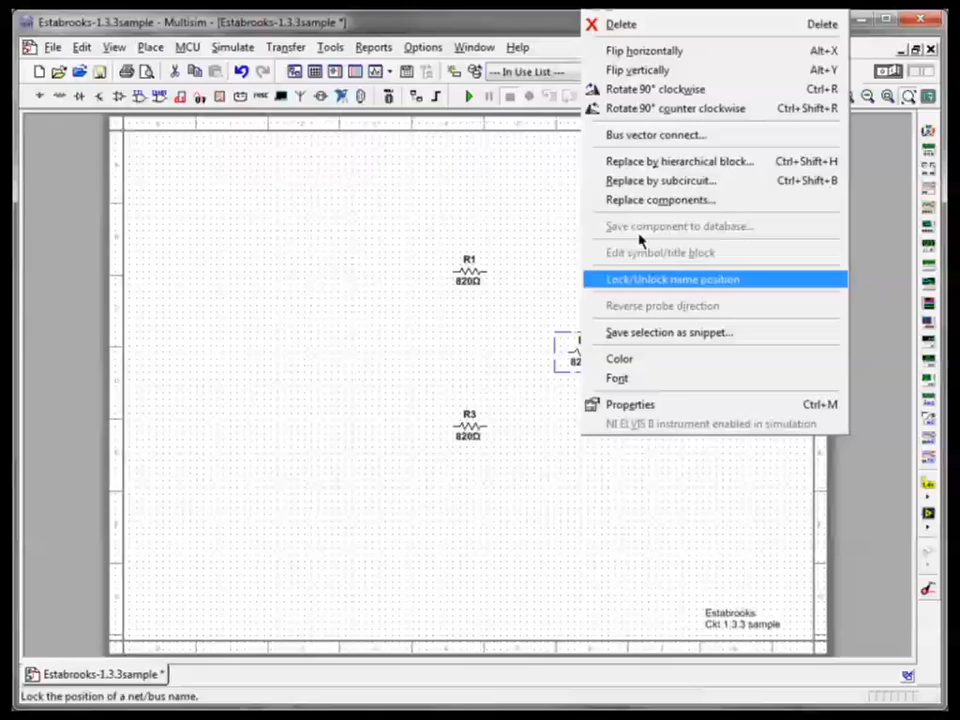 Estabrooks-1.3.3sample * - Multisim - [Estabrooks-1.3.3sample *]
File Edit View Place MCU Simulate Transfer Tools Reports Options Window Help
--- In Use List ---
Delete Delete
Flip horizontally Alt+X
Flip vertically Alt+Y
Rotate 90° clockwise Ctrl+R
Rotate 90° counter clockwise Ctrl+Shift+R
Bus vector connect...
Replace by hierarchical block... Ctrl+Shift+H
Replace by subcircuit... Ctrl+Shift+B
Replace components...
Save component to database...
Edit symbol/title block
Lock/Unlock name position
Reverse probe direction
Save selection as snippet...
Color
Font
Properties Ctrl+M
NI ELVIS II instrument enabled in simulation
R1
820Ω
82
R3
820Ω
Estabrooks
Ckt 1.3.3 sample
Estabrooks-1.3.3sample *
Lock the position of a net/bus name.